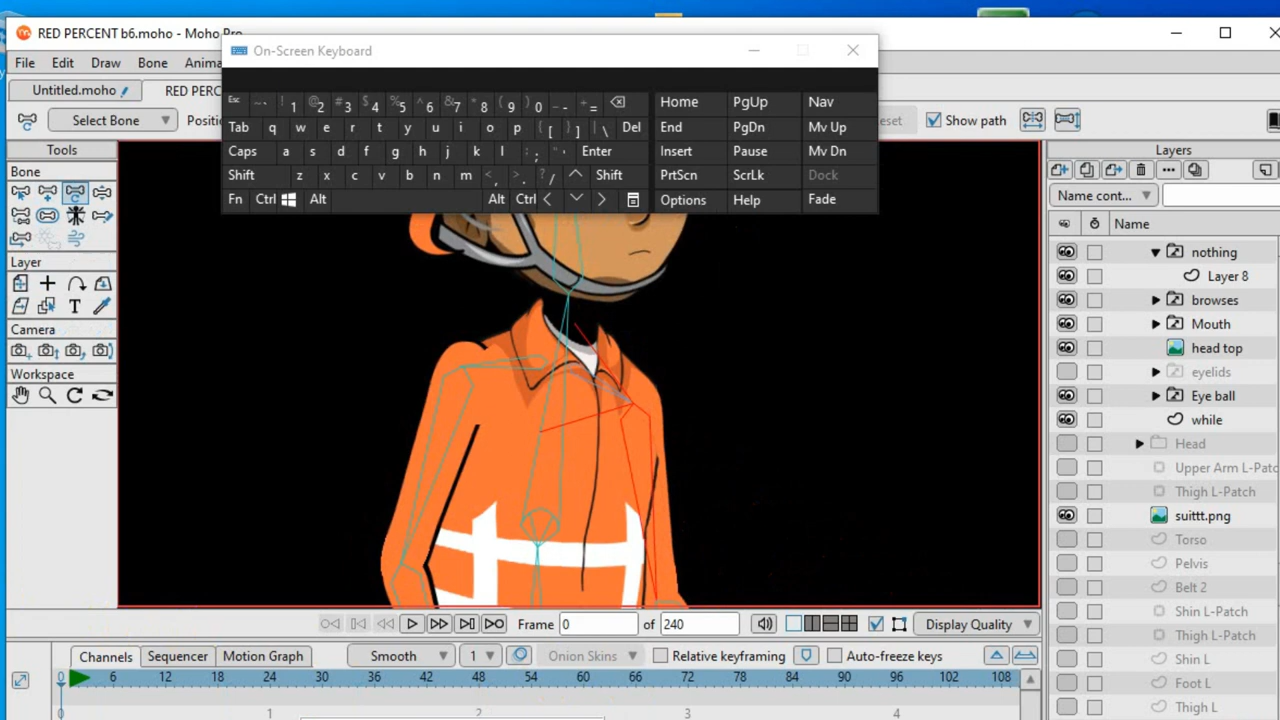 RED PERCENT b6.moho - Moho Pro
On-Screen Keyboard
File Edit Draw Bone Anima
Untitled.moho RED PERC
Select Bone Positio eset Show path
Esc ~ ` ! 1 @ 2 # 3 $ 4 % 5 ^ 6 & 7 * 8 ( 9 ) 0 _ - + = Home PgUp Nav
Tab q w e r t y u i o p { [ } ] | \ Del End PgDn Mv Up
Caps a s d f g h j k l : ; " ' Enter Insert Pause Mv Dn
Shift z x c v b n m < , > . ? / Shift PrtScn ScrLk Dock
Fn Ctrl Alt Alt Ctrl Options Help Fade
Tools
Bone
Layer
T
Camera
Workspace
Layers
Name cont...
Name
nothing
Layer 8
browses
Mouth
head top
eyelids
Eye ball
while
Head
Upper Arm L-Patc
Thigh L-Patch
suittt.png
Torso
Pelvis
Belt 2
Shin L-Patch
Thigh L-Patch
Shin L
Foot L
Thigh L
Frame 0 of 240 Display Quality
Channels Sequencer Motion Graph Smooth 1 Onion Skins Relative keyframing Auto-freeze keys
0 6 12 18 24 30 36 42 48 54 60 66 72 78 84 90 96 102 108
0 1 2 3 4